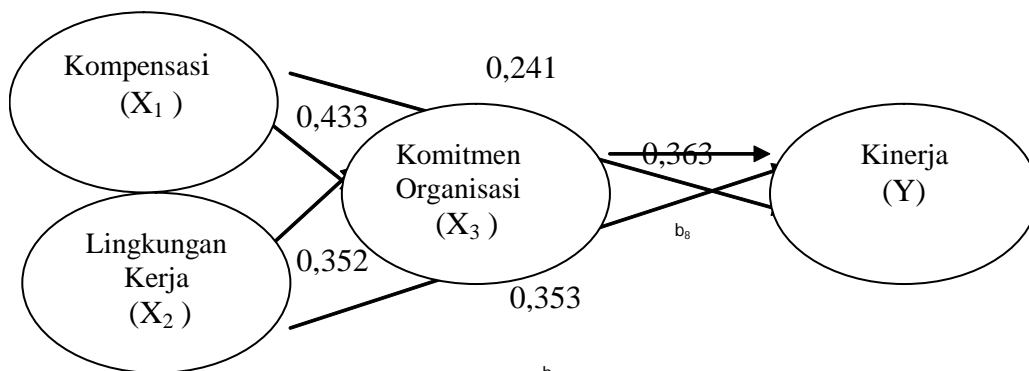 Kompensasi
(X₁ )
0,241
0,433
Komitmen
Organisasi
(X₃ )
0,363
Kinerja
(Y)
b₈
Lingkungan
Kerja
(X₂ )
0,352
0,353
b